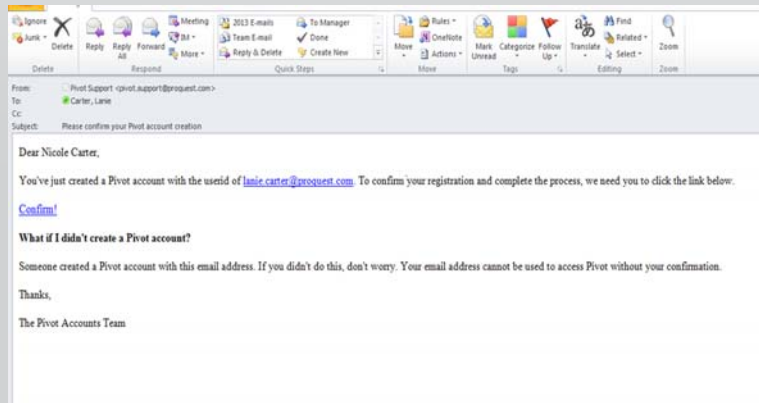 Ignore
Junk
Delete
Reply
Reply All
Forward
Meeting
IM
More
2013 E-mails
Team E-mail
Reply & Delete
To Manager
Done
Create New
Move
Rules
OneNote
Actions
Mark Unread
Categorize
Follow Up
Translate
Find
Related
Select
Zoom
Delete
Respond
Quick Steps
Move
Tags
Editing
Zoom
From: Pivot Support <pivot.support@proquest.com>
To: Carter, Lanie
Cc:
Subject: Please confirm your Pivot account creation
Dear Nicole Carter,
You've just created a Pivot account with the userid of lanie.carter@proquest.com. To confirm your registration and complete the process, we need you to click the link below.
Confirm!
What if I didn't create a Pivot account?
Someone created a Pivot account with this email address. If you didn't do this, don't worry. Your email address cannot be used to access Pivot without your confirmation.
Thanks,
The Pivot Accounts Team